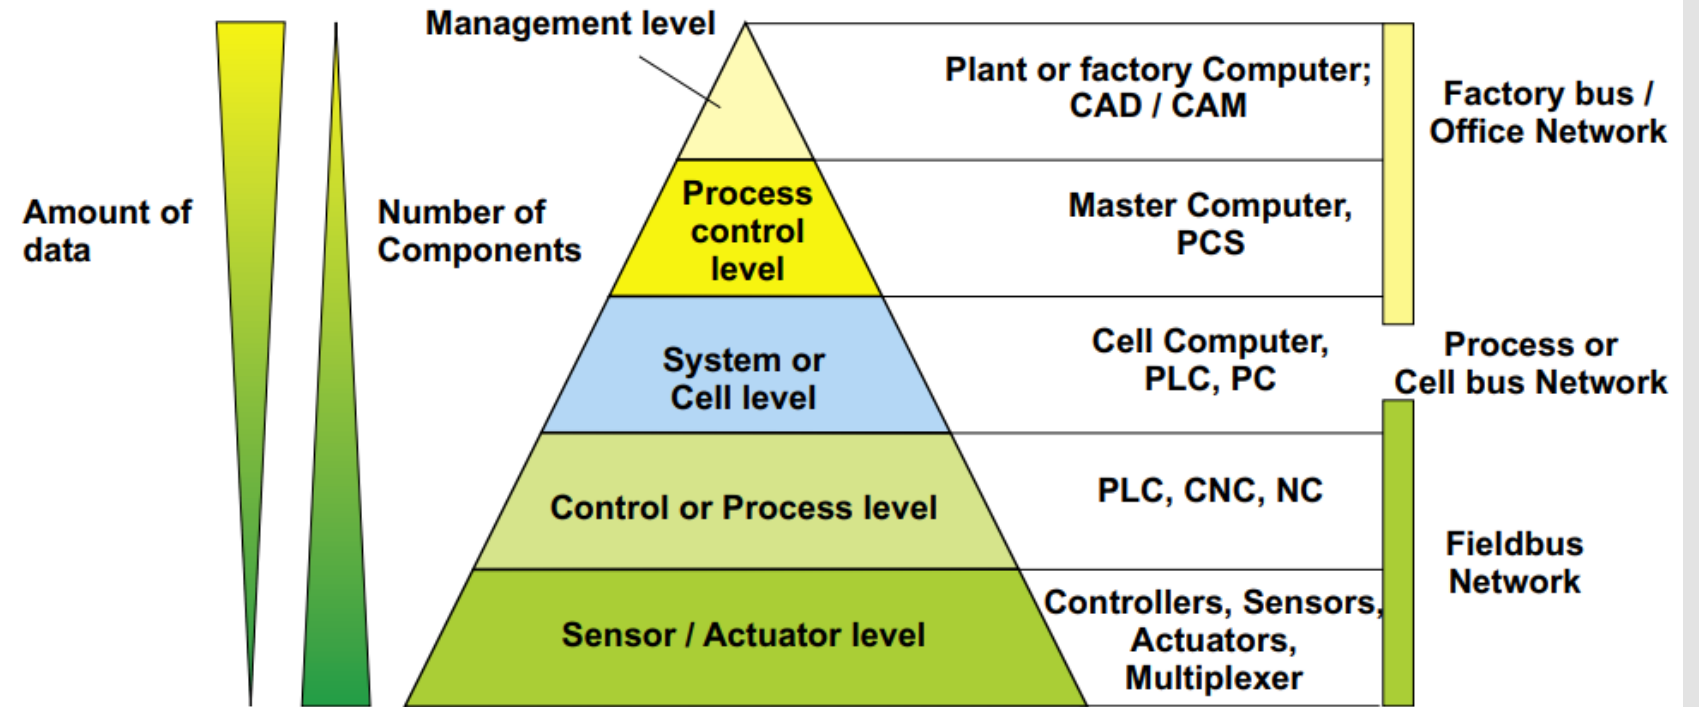 Management level
Plant or factory Computer;
CAD / CAM
Factory bus /
Office Network
Amount of
data
Number of
Components
Process
control
level
Master Computer,
PCS
System or
Cell level
Cell Computer,
PLC, PC
Process or
Cell bus Network
Control or Process level
PLC, CNC, NC
Fieldbus
Network
Sensor / Actuator level
Controllers, Sensors,
Actuators,
Multiplexer